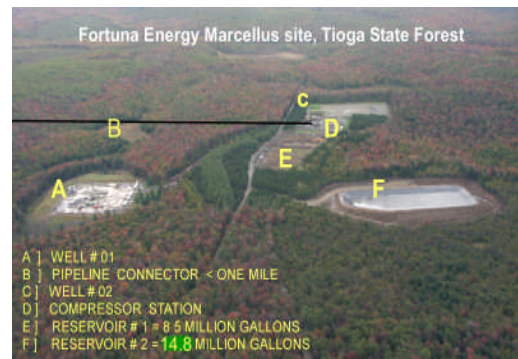 Fortuna Energy Marcellus site, Tioga State Forest
C
B
D
E
A
F
A ] WELL # 01
B ] PIPELINE CONNECTOR < ONE MILE
C ] WELL # 02
D ] COMPRESSOR STATION
E ] RESERVOIR # 1 = 8 5 MILLION GALLONS
F ] RESERVOIR # 2 = 14.8 MILLION GALLONS